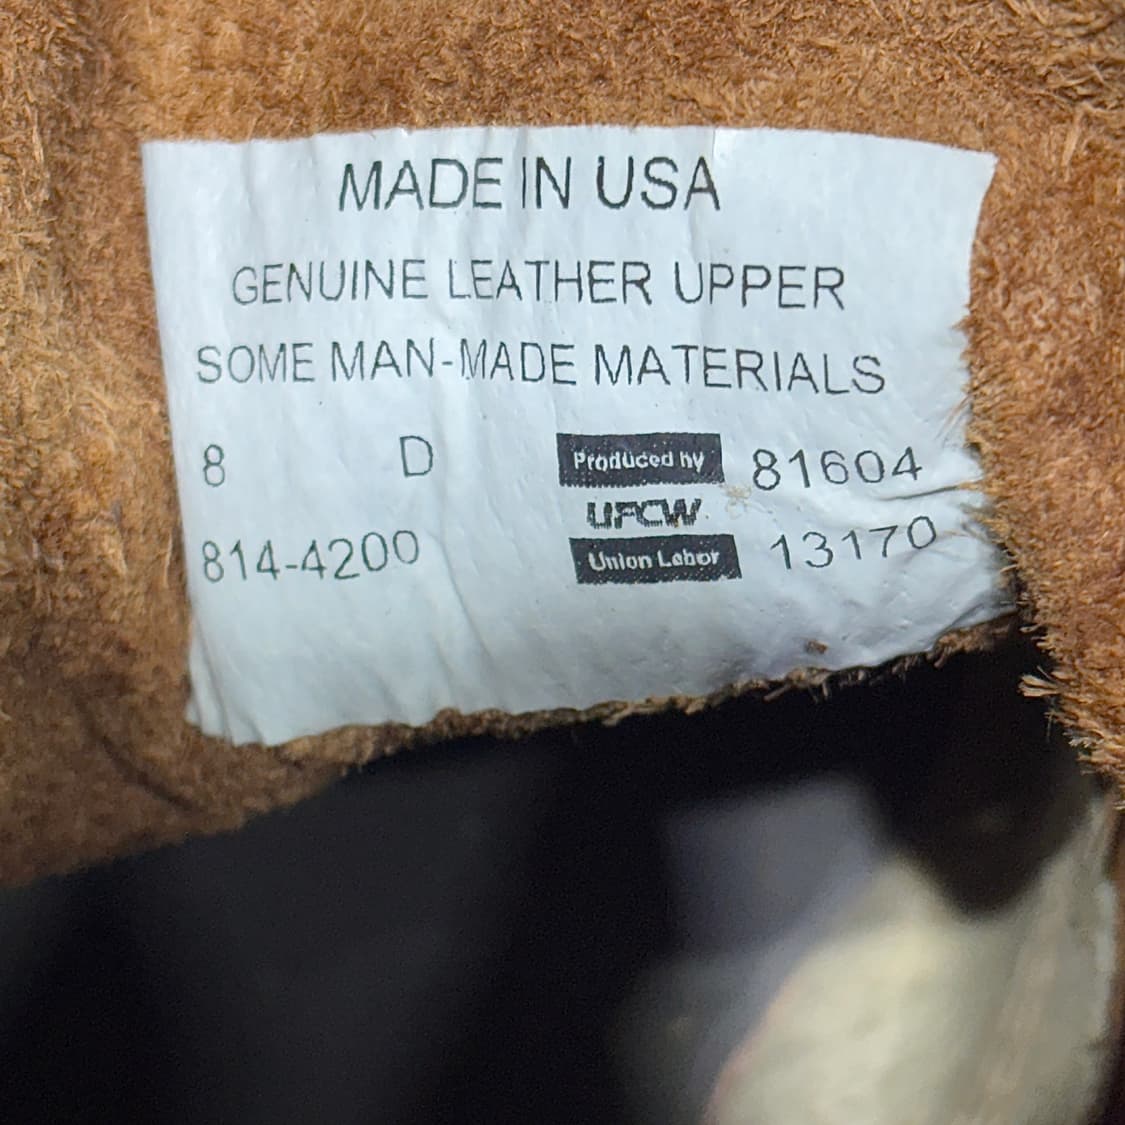 MADE IN USA
GENUINE LEATHER UPPER
SOME MAN-MADE MATERIALS
8 D Produced by 81604
UFCW
814-4200 Union Label 13170